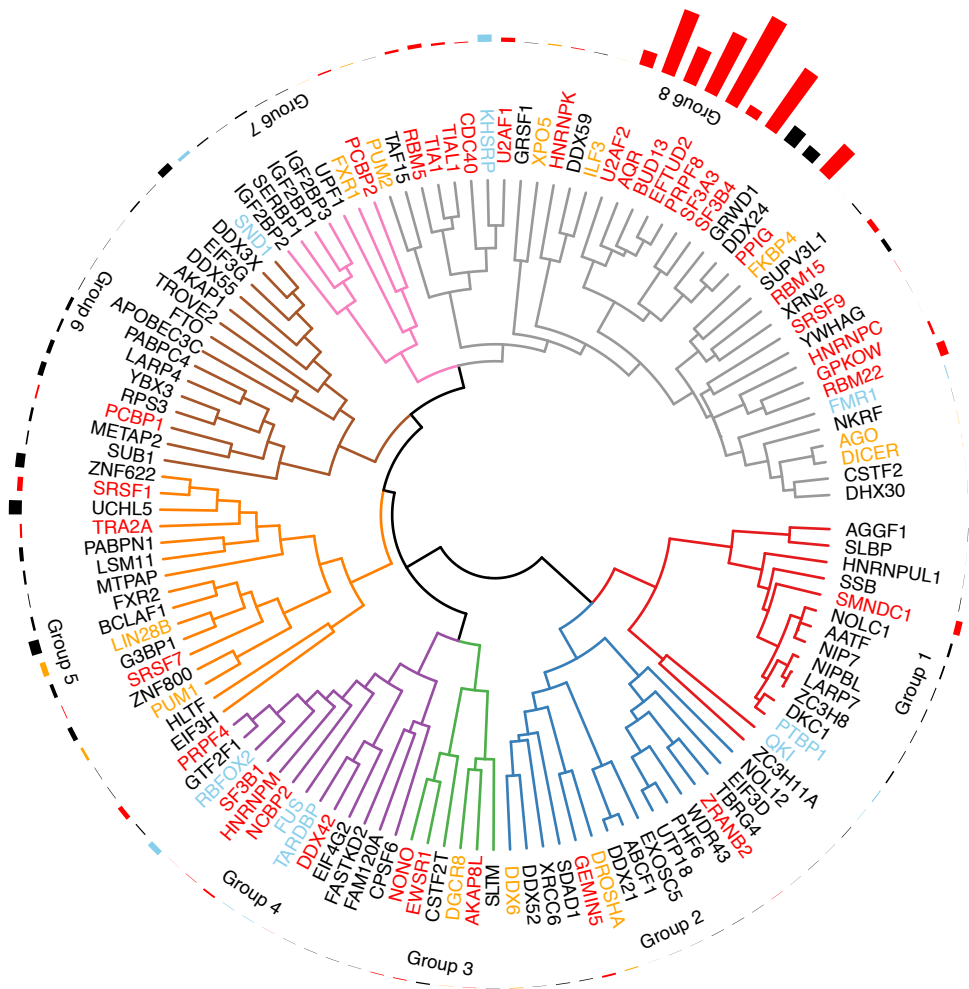 Group 8
Group 7
Group 6
Group 5
Group 4
Group 3
Group 2
Group 1
TAF15
RBM5
TIA1
TIAL1
CDC40
KHSRP
U2AF1
GRSF1
XPO5
HNRNPK
DDX59
ILF3
U2AF2
AQR
BUD13
EFTUD2
PRPF8
SF3A3
SF3B4
GRWD1
DDX24
PPIG
FKBP4
SUPV3L1
RBM15
XRN2
SRSF9
YWHAG
HNRNPC
GPKOW
RBM22
FMR1
NKRF
AGO
DICER
CSTF2
DHX30
AGGF1
SLBP
HNRNPUL1
SSB
SMNDC1
NOLC1
AATF
NIP7
NIPBL
LARP7
ZC3H8
DKC1
PTBP1
QKI
ZC3H11A
NOL12
EIF3D
TBRG4
ZRANB2
WDR43
PHF6
UTP18
EXOSC5
ABCF1
DDX21
DROSHA
GEMIN5
SDAD1
XRCC6
DDX52
DDX6
SLTM
AKAP8L
DGCR8
CSTF2T
EWSR1
NONO
CPSF6
FAM120A
FASTKD2
EIF4G2
DDX42
TARDBP
FUS
NCBP2
HNRNPM
SF3B1
RBFOX2
GTF2F1
PRPF4
EIF3H
HLTF
PUM1
ZNF800
SRSF7
G3BP1
LIN28B
BCLAF1
FXR2
MTPAP
LSM11
PABPN1
TRA2A
UCHL5
SRSF1
ZNF622
SUB1
METAP2
PCBP1
RPS3
YBX3
LARP4
PABPC4
APOBEC3C
FTO
TROVE2
AKAP1
DDX55
EIF3G
DDX3X
SND1
IGF2BP2
SERBP1
IGF2BP1
IGF2BP3
UPF1
FXR1
PCBP2
PUM2